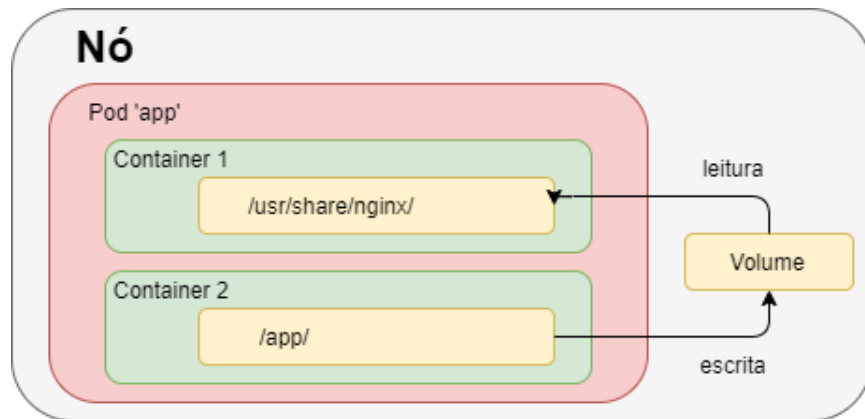 Nó
Pod 'app'
Container 1
/usr/share/nginx/
leitura
Volume
Container 2
/app/
escrita